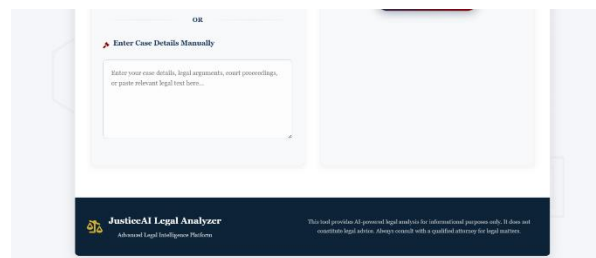 OR
Enter Case Details Manually
Enter your case details, legal arguments, court proceedings,
or paste relevant legal text here...
JusticeAI Legal Analyzer
Advanced Legal Intelligence Platform
This tool provides AI-powered legal analysis for informational purposes only. It does not
constitute legal advice. Always consult with a qualified attorney for legal matters.